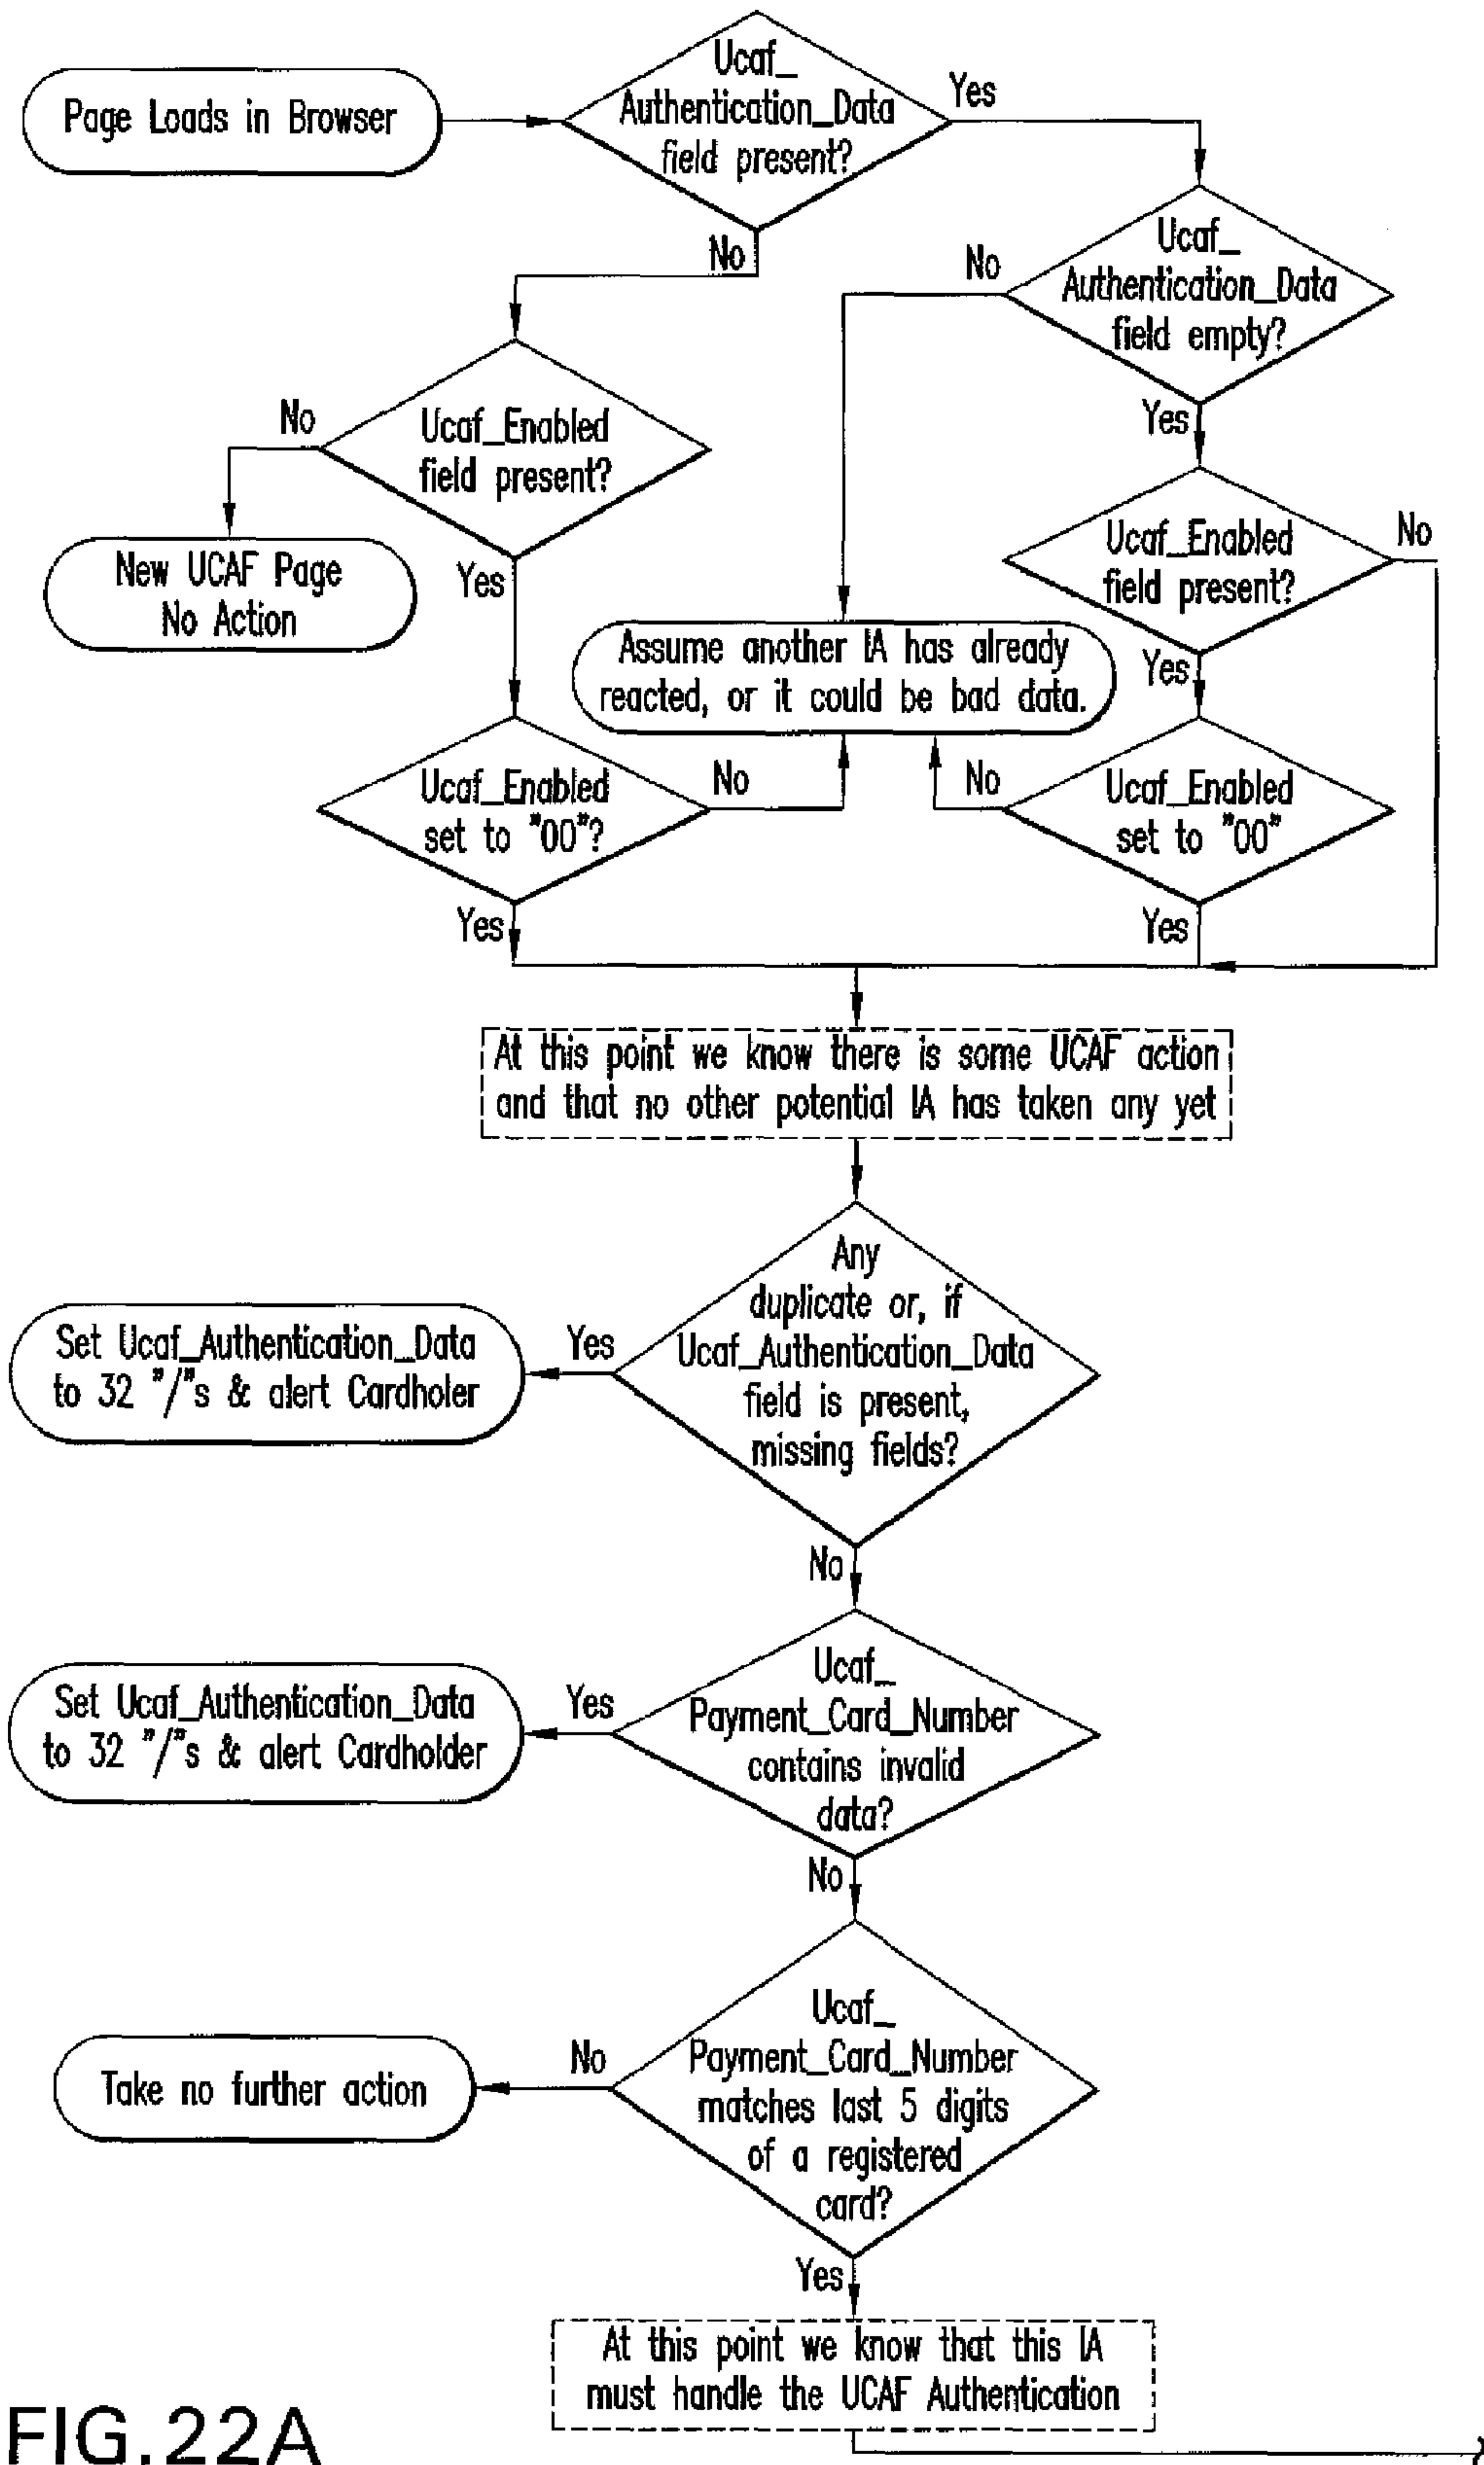 Page Loads in Browser
Ucaf_
Authentication_Data
field present?
Yes
No
Ucaf_
Authentication_Data
field empty?
No
Yes
Ucaf_Enabled
field present?
No
Yes
New UCAF Page
No Action
Ucaf_Enabled
field present?
No
Yes
Assume another IA has already
reacted, or it could be bad data.
Ucaf_Enabled
set to "00"?
No
Yes
Ucaf_Enabled
set to "00"
No
Yes
At this point we know there is some UCAF action
and that no other potential IA has taken any yet
Any
duplicate or, if
Ucaf_Authentication_Data
field is present,
missing fields?
Yes
No
Set Ucaf_Authentication_Data
to 32 "/"s & alert Cardholer
Ucaf_
Payment_Card_Number
contains invalid
data?
Yes
No
Set Ucaf_Authentication_Data
to 32 "/"s & alert Cardholder
Ucaf_
Payment_Card_Number
matches last 5 digits
of a registered
card?
No
Yes
Take no further action
At this point we know that this IA
must handle the UCAF Authentication
FIG.22A